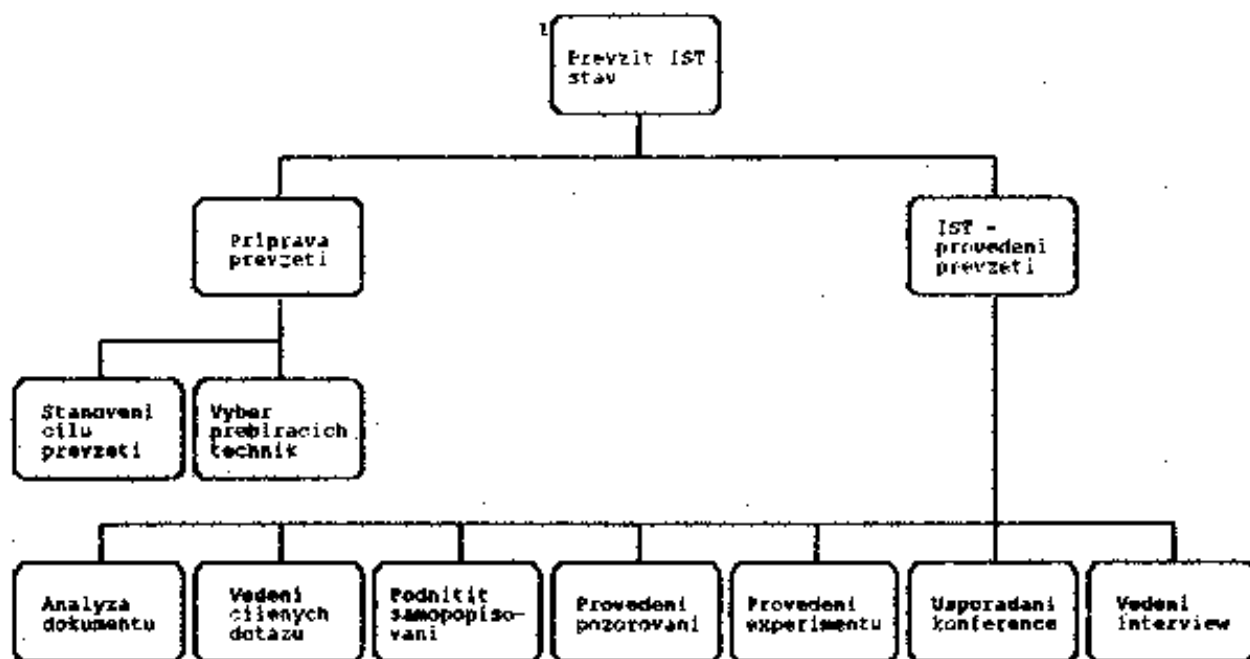 1
Prevzit IST
stav
Priprava
prevzeti
IST -
provedeni
prevzeti
Stanoveni
cilu
prevzeti
Vyber
prebiracich
technik
Analyza
dokumentu
Vedeni
cilenych
dotazu
Podnitit
samopopiso-
vani
Provedeni
pozorovani
Provedeni
experimentu
Usporadani
konference
Vedeni
interview